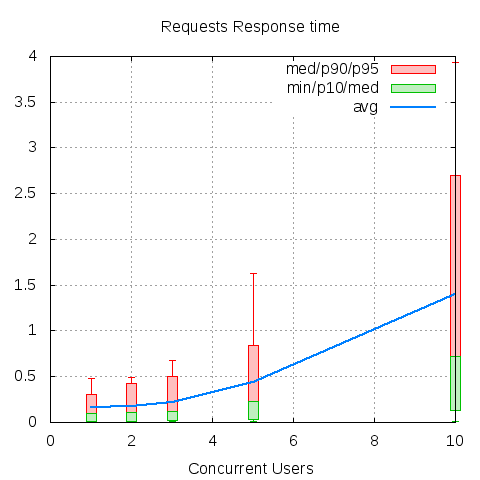 Requests Response time
4
3.5
3
2.5
2
1.5
1
0.5
0
med/p90/p95
min/p10/med
avg
0 2 4 6 8 10
Concurrent Users